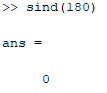 >> sind(180)
ans =
0